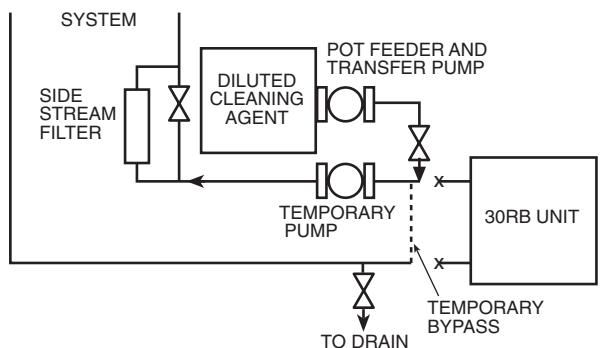 SYSTEM
POT FEEDER AND
TRANSFER PUMP
DILUTED
CLEANING
AGENT
SIDE
STREAM
FILTER
x
30RB UNIT
TEMPORARY
PUMP
x
TEMPORARY
BYPASS
TO DRAIN